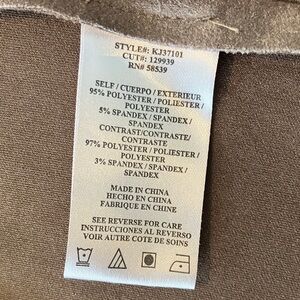 STYLE#: KJ37101
CUT#: 129939
RN# 58539
SELF / CUERPO / EXTERIEUR
95% POLYESTER / POLIESTER /
POLYESTER
5% SPANDEX / SPANDEX /
SPANDEX
CONTRAST/CONTRASTE/
CONTRASTE
97% POLYESTER / POLIESTER /
POLYESTER
3% SPANDEX / SPANDEX /
SPANDEX
MADE IN CHINA
HECHO EN CHINA
FABRIQUE EN CHINE
SEE REVERSE FOR CARE
INSTRUCCIONES AL REVERSO
VOIR AUTRE COTE DE SOINS